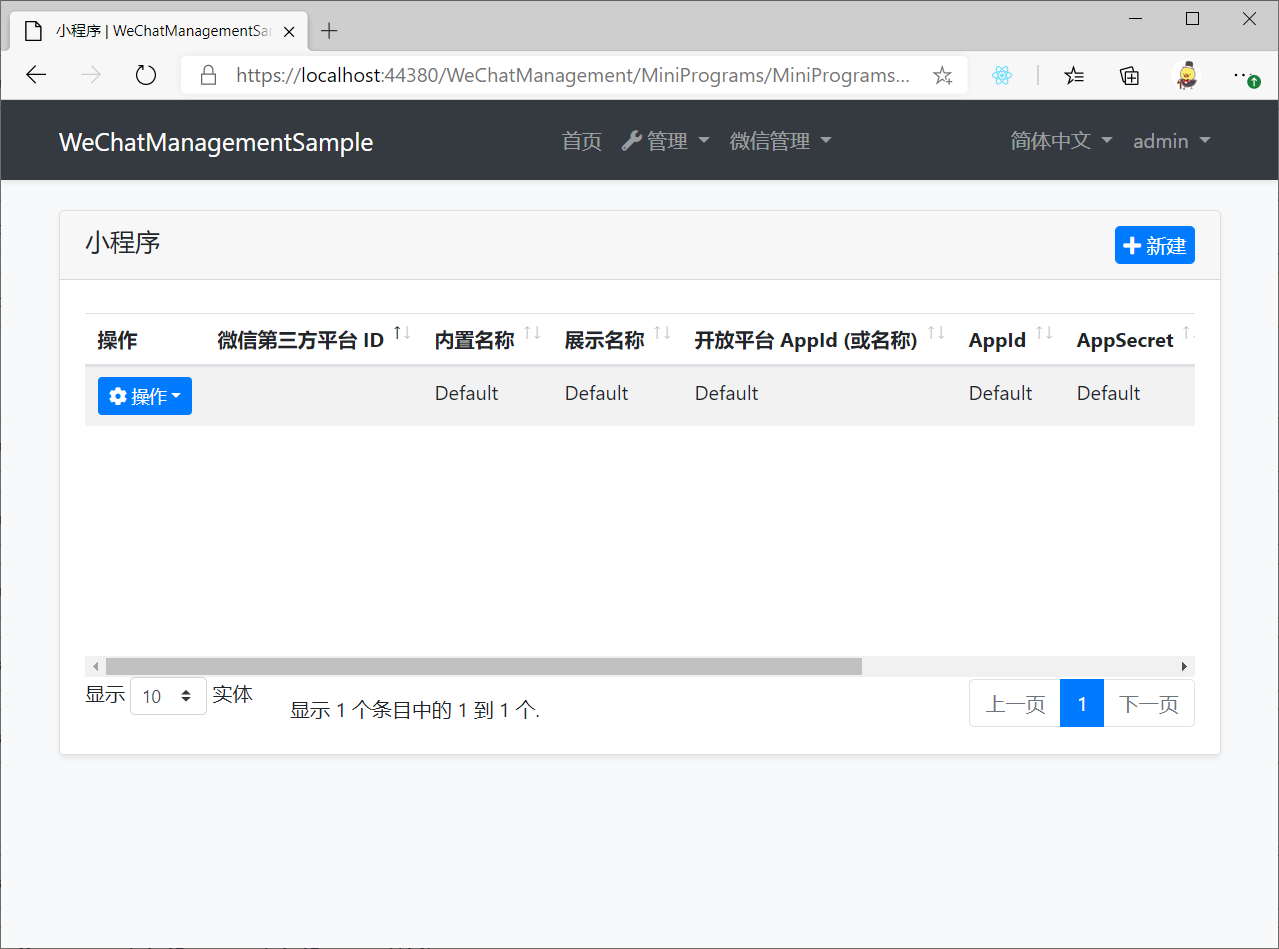 小程序 | WeChatManagementSa
https://localhost:44380/WeChatManagement/MiniPrograms/MiniPrograms...
WeChatManagementSample 首页 管理 微信管理 简体中文 admin
小程序 新建
操作 微信第三方平台 ID 内置名称 展示名称 开放平台 AppId (或名称) AppId AppSecret
操作 Default Default Default Default Default
显示 10 实体 显示 1 个条目中的 1 到 1 个. 上一页 1 下一页